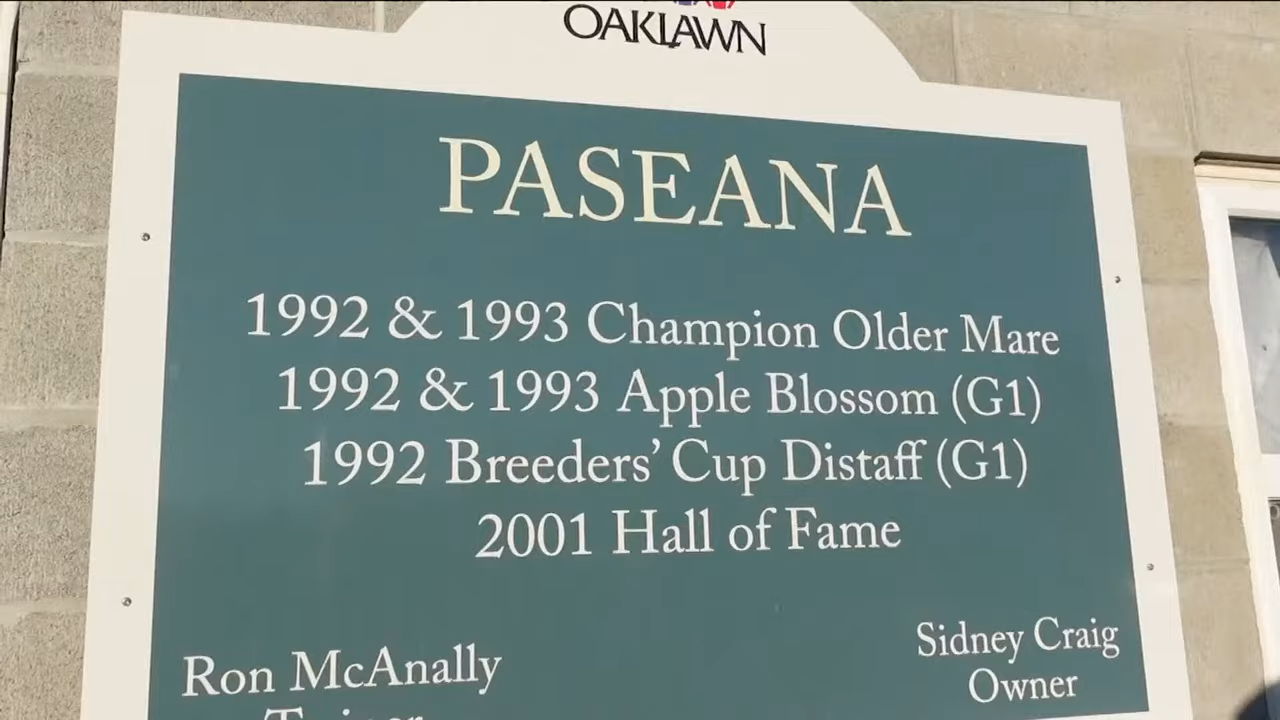 OAKLAWN
PASEANA
1992 & 1993 Champion Older Mare
1992 & 1993 Apple Blossom (G1)
1992 Breeders' Cup Distaff (G1)
2001 Hall of Fame
Ron McAnally
Trainer
Sidney Craig
Owner